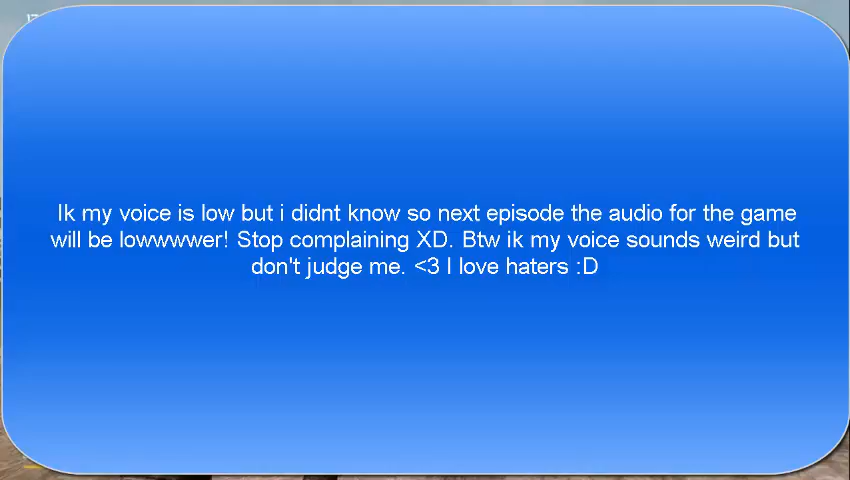 Ik my voice is low but i didnt know so next episode the audio for the game
will be lowwwwer! Stop complaining XD. Btw ik my voice sounds weird but
don't judge me. <3 I love haters :D